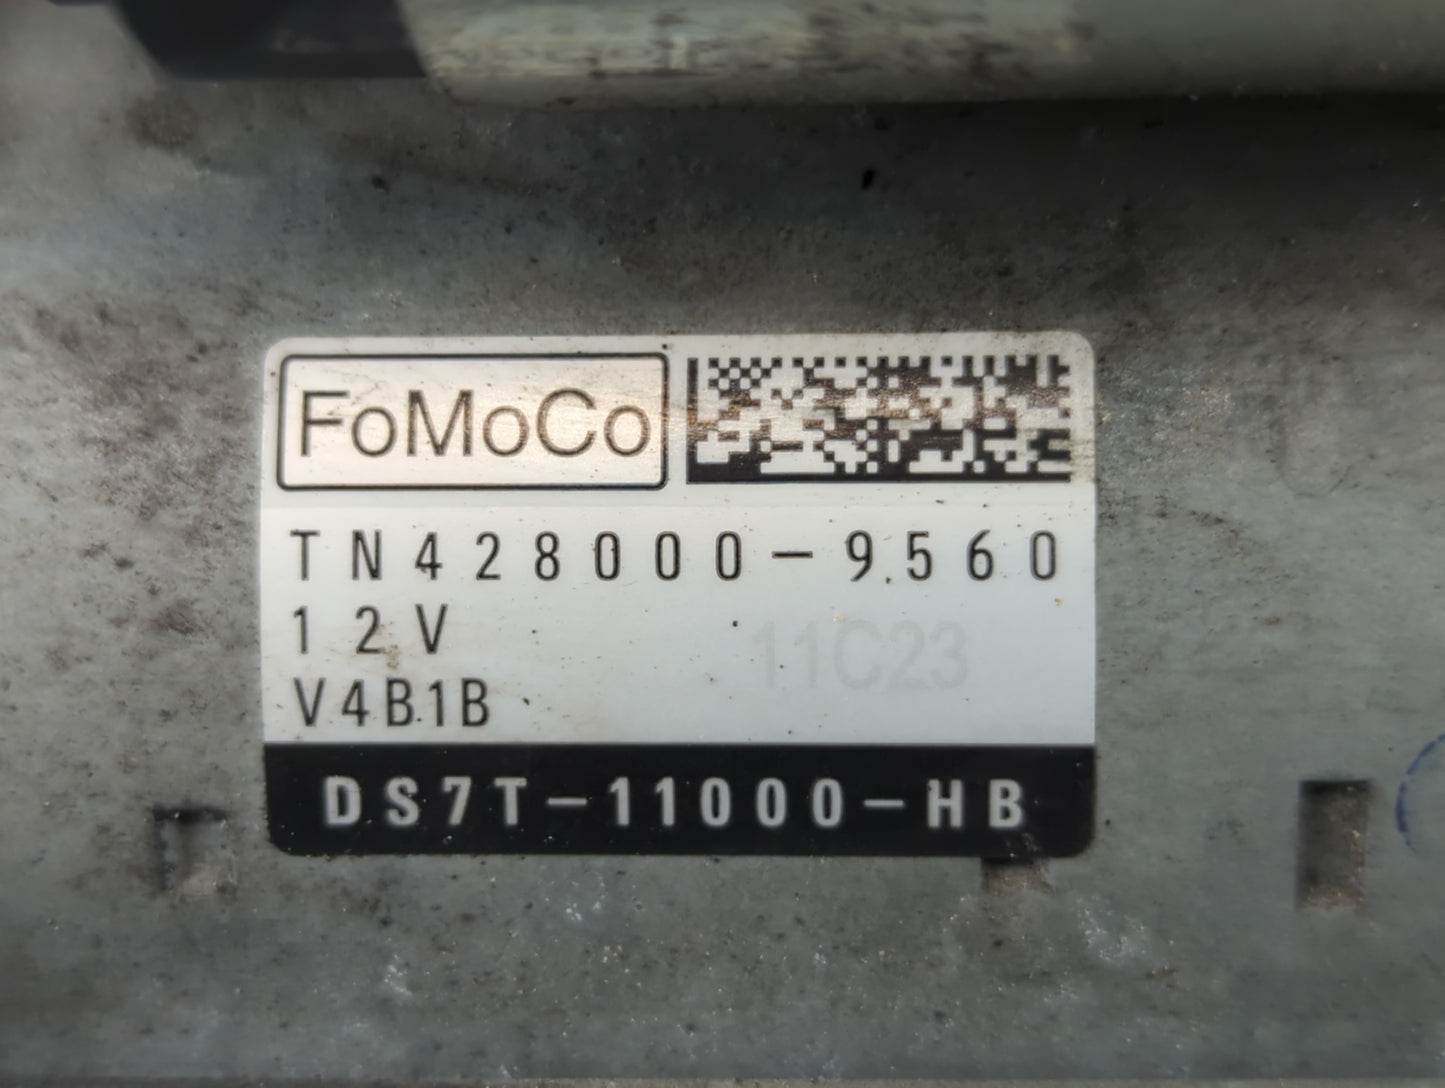 FoMoCo
TN428000-9560
12V
11C23
V4B1B
DS7T-11000-HB